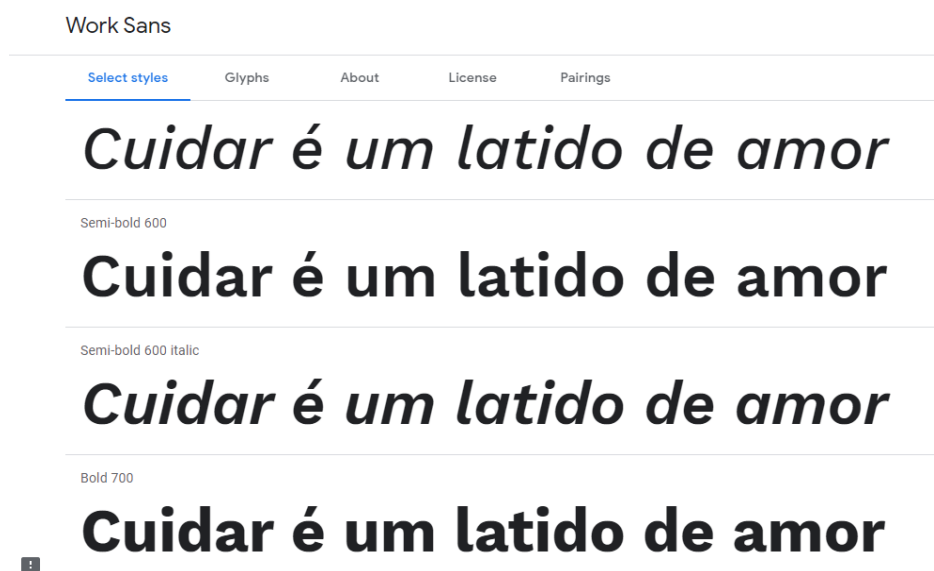 Work Sans
Select styles Glyphs About License Pairings
Cuidar é um latido de amor
Semi-bold 600
Cuidar é um latido de amor
Semi-bold 600 italic
Cuidar é um latido de amor
Bold 700
Cuidar é um latido de amor
!